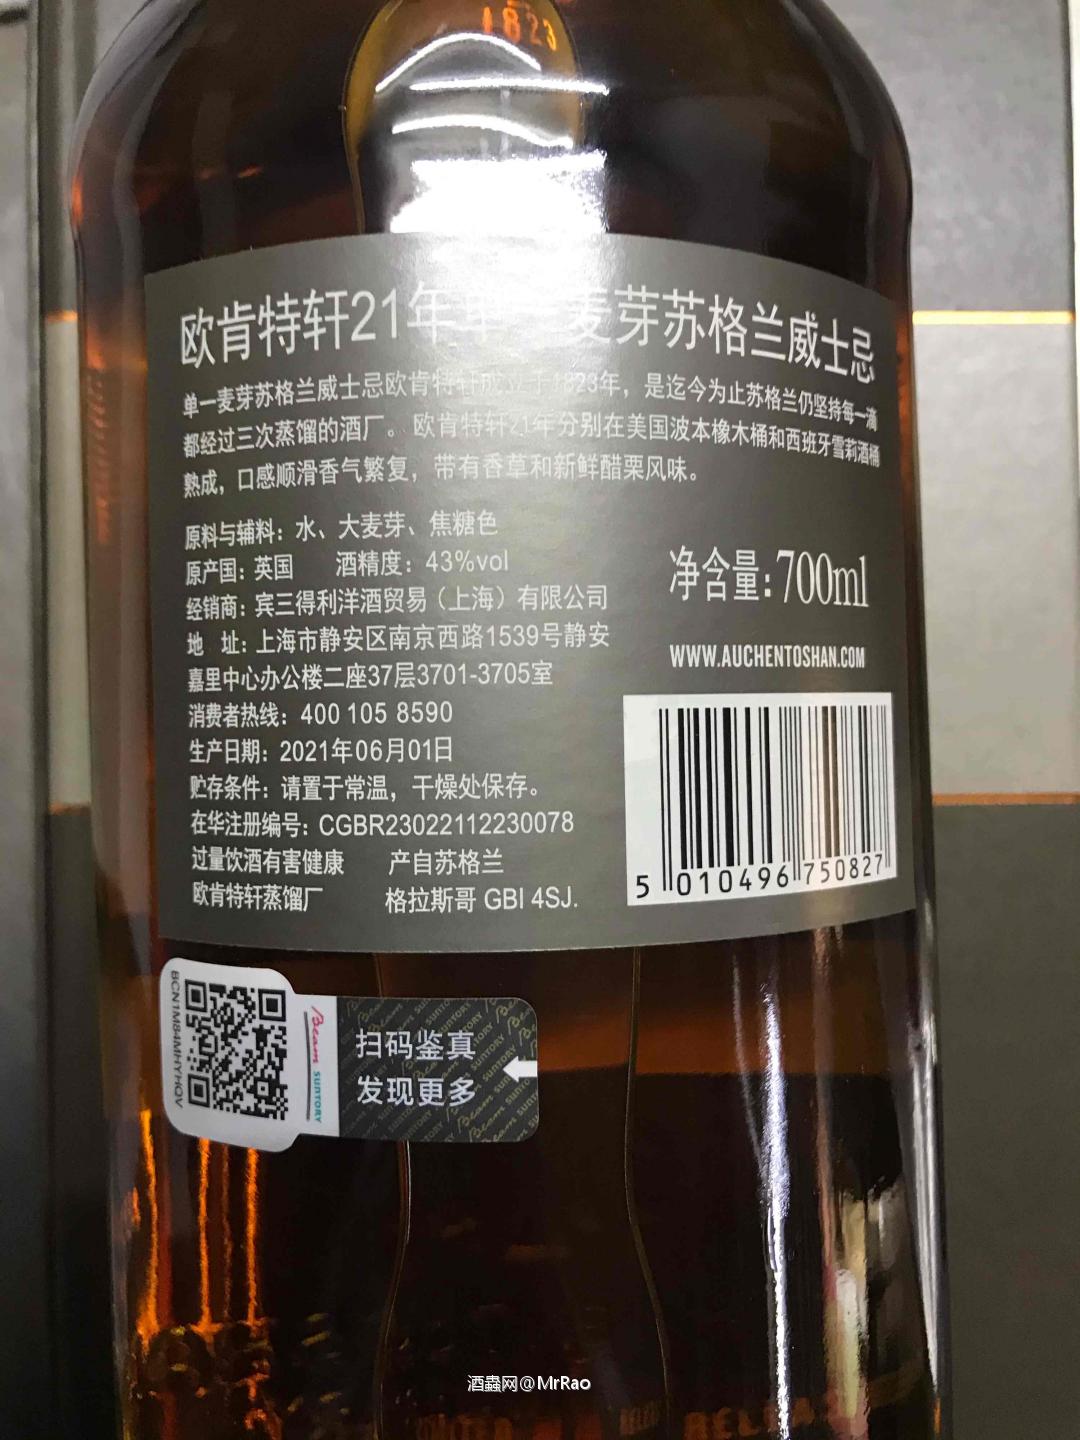 1823
欧肯特轩21年单一麦芽苏格兰威士忌
单一麦芽苏格兰威士忌欧肯特轩成立于1823年，是迄今为止苏格兰仍坚持每一滴
都经过三次蒸馏的酒厂。欧肯特轩21年分别在美国波本橡木桶和西班牙雪莉酒桶
熟成，口感顺滑香气繁复，带有香草和新鲜醋栗风味。
原料与辅料：水、大麦芽、焦糖色
原产国：英国 酒精度：43%vol
经销商：宾三得利洋酒贸易（上海）有限公司
地 址：上海市静安区南京西路1539号静安
嘉里中心办公楼二座37层3701-3705室
消费者热线：400 105 8590
生产日期：2021年06月01日
贮存条件：请置于常温，干燥处保存。
在华注册编号：CGBR23022112230078
过量饮酒有害健康 产自苏格兰
欧肯特轩蒸馏厂 格拉斯哥 GBI 4SJ.
净含量：700ml
WWW.AUCHENTOSHAN.COM
5 010496 750827
BCN1M84MHYHQV
Beam SUNTORY
扫码鉴真
发现更多
酒蟲网@MrRao